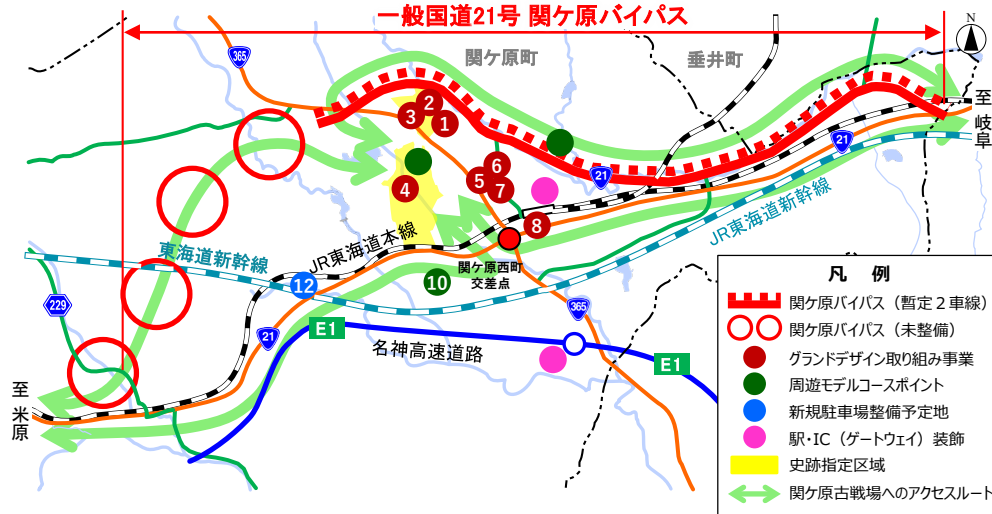 一般国道21号 関ケ原バイパス
N
365
関ケ原町
垂井町
至
岐
阜
2
3
1
21
6
4
5
7
21
8
JR東海道新幹線
JR東海道本線
東海道新幹線
関ケ原西町
交差点
12
10
229
365
21
E1
名神高速道路
E1
至
米
原
凡 例
関ケ原バイパス（暫定２車線）
関ケ原バイパス（未整備）
グランドデザイン取り組み事業
周遊モデルコースポイント
新規駐車場整備予定地
駅・IC（ゲートウェイ）装飾
史跡指定区域
関ケ原古戦場へのアクセスルート